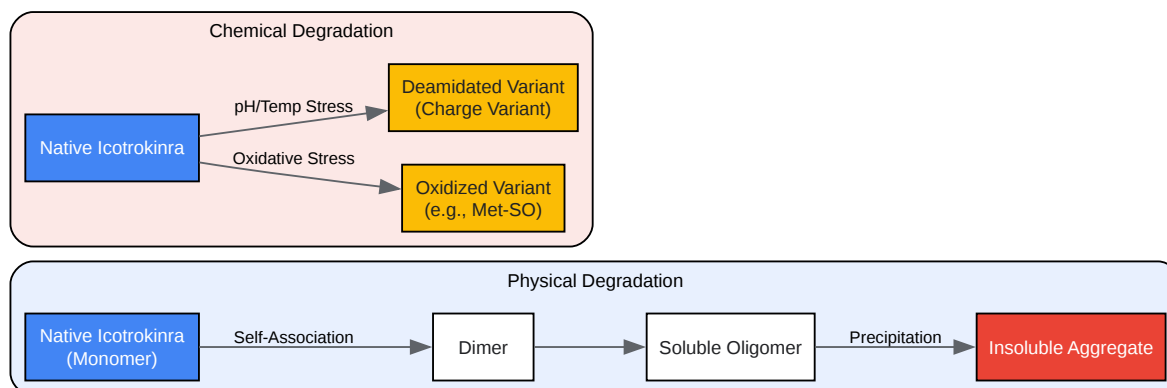 Chemical Degradation
Native Icotrokinra
pH/Temp Stress
Deamidated Variant
(Charge Variant)
Oxidative Stress
Oxidized Variant
(e.g., Met-SO)
Physical Degradation
Native Icotrokinra
(Monomer)
Self-Association
Dimer
Soluble Oligomer
Precipitation
Insoluble Aggregate